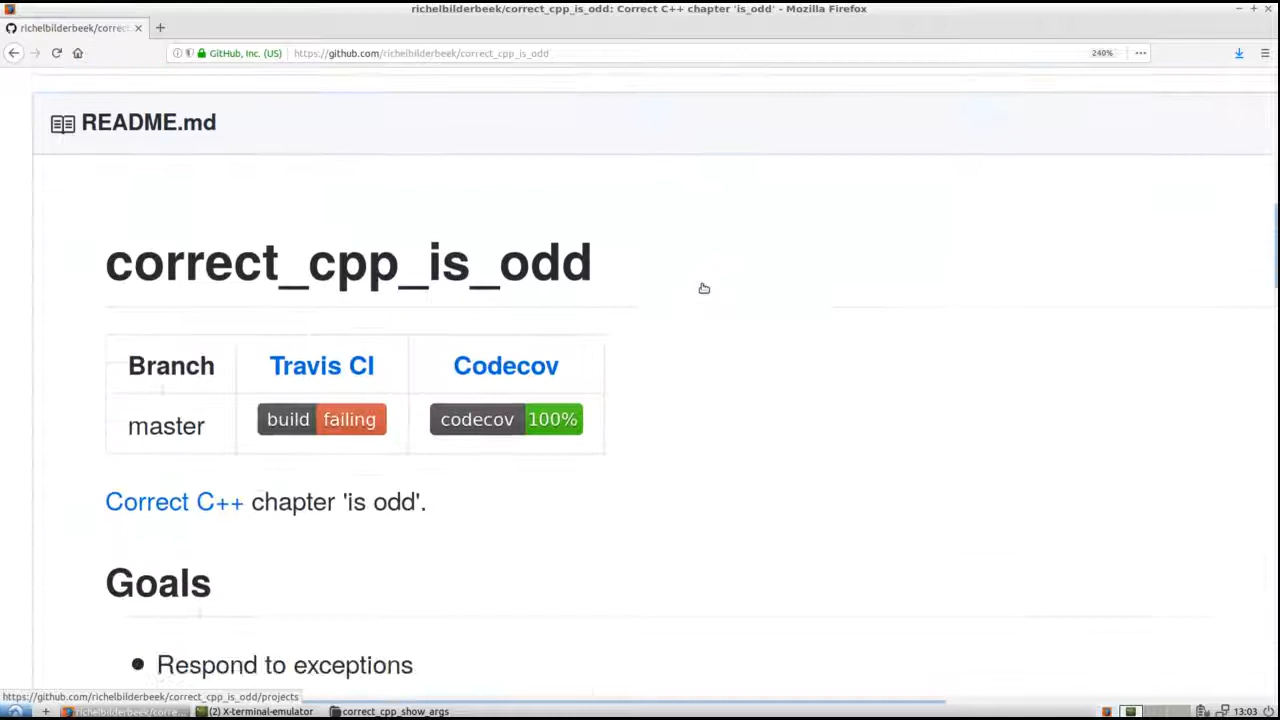 richelbilderbeek/correct_cpp_is_odd: Correct C++ chapter 'is_odd' - Mozilla Firefox
richelbilderbeek/correc
GitHub, Inc. (US) https://github.com/richelbilderbeek/correct_cpp_is_odd 240%
README.md
correct_cpp_is_odd
Branch Travis CI Codecov
master build failing codecov 100%
Correct C++ chapter 'is odd'.
Goals
Respond to exceptions
https://github.com/richelbilderbeek/correct_cpp_is_odd/projects
richelbilderbeek/corre... (2) X-terminal-emulator correct_cpp_show_args 13:03